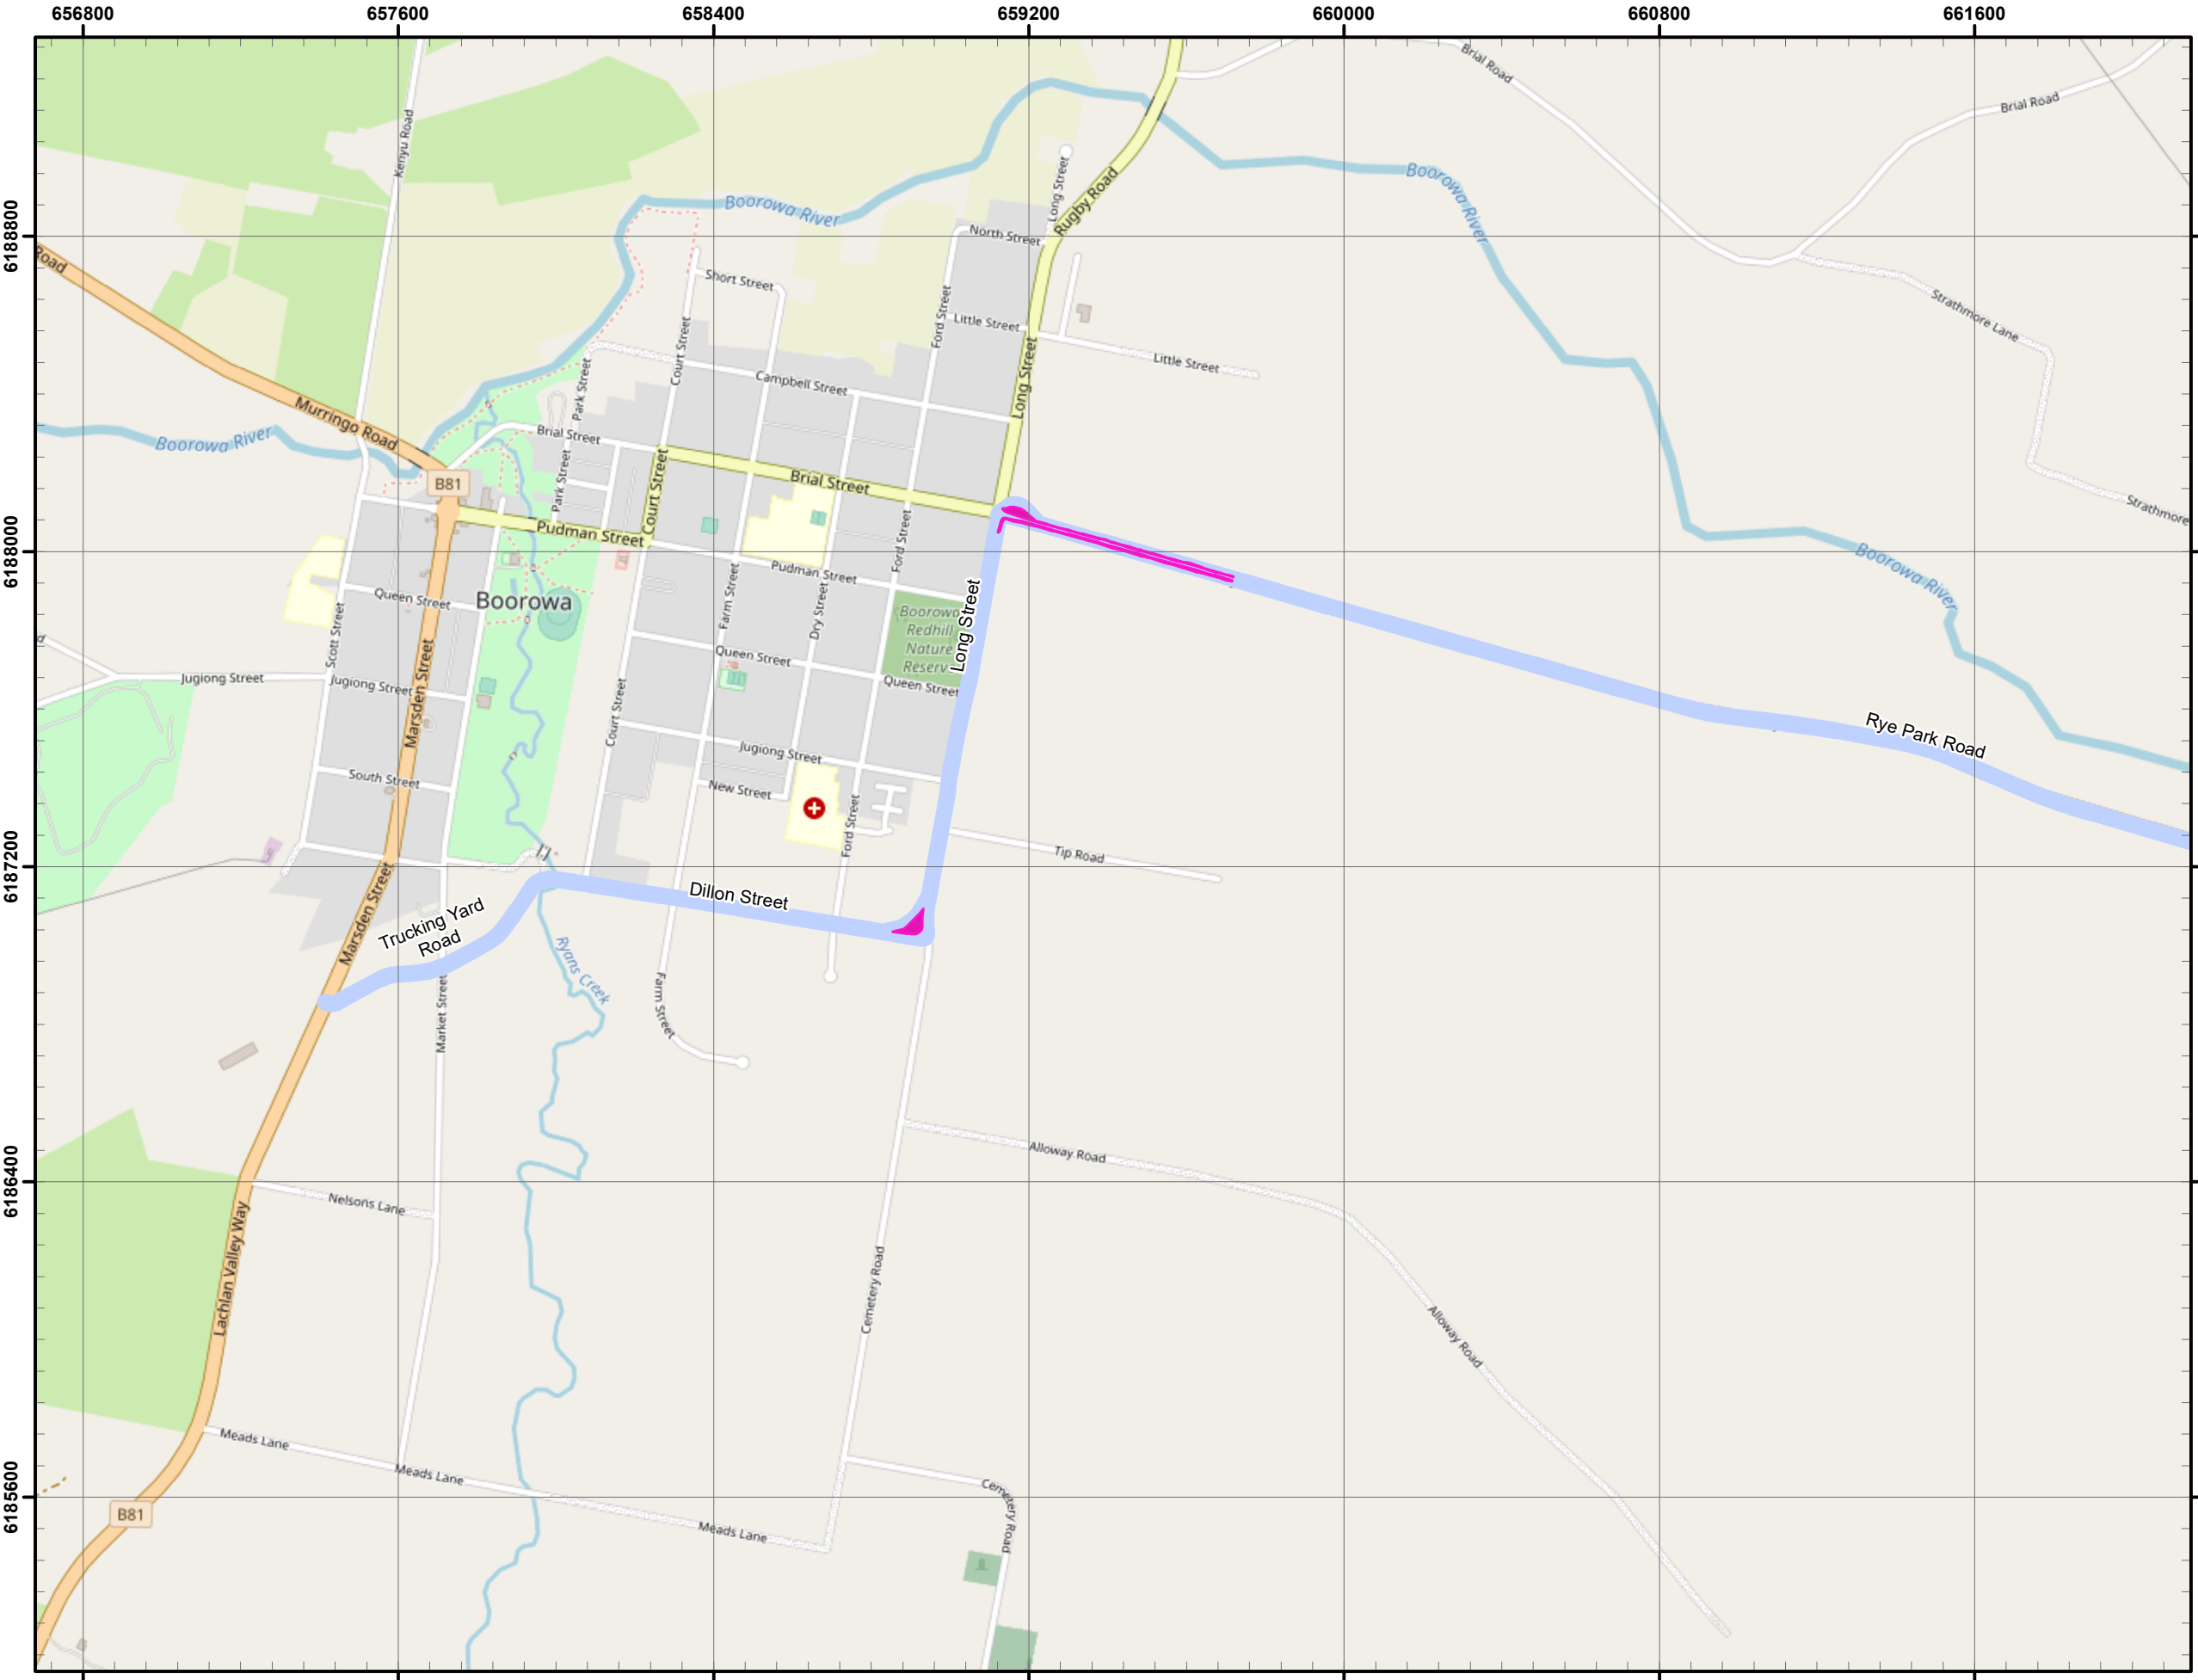 656800
657600
658400
659200
660000
660800
661600
6188800
6188000
6187200
6186400
6185600
Kenyu Road
Brial Road
Brial Road
Long Street
Rugby Road
Boorowa River
Boorowa River
North Street
Road
Short Street
Ford Street
Little Street
Little Street
Strathmore Lane
Court Street
Park Street
Campbell Street
Long Street
Murringo Road
Boorowa River
Brial Street
B81
Park Street
Court Street
Brial Street
Strathmore
Pudman Street
Ford Street
Boorowa River
Pudman Street
Queen Street
Boorowa
Farm Street
Dry Street
Boorowa
Redhill
Nature
Reserv
Long Street
Scott Street
d
Queen Street
Queen Street
Jugiong Street
Jugiong Street
Marsden Street
Court Street
Jugiong Street
Rye Park Road
South Street
New Street
Ford Street
Tip Road
Marsden Street
Dillon Street
Trucking Yard
Road
Ryans Creek
Market Street
Farm Street
Alloway Road
Nelsons Lane
Lachlan Valley Way
Cemetery Road
Alloway Road
Meads Lane
Meads Lane
Meads Lane
Cemetery Road
B81